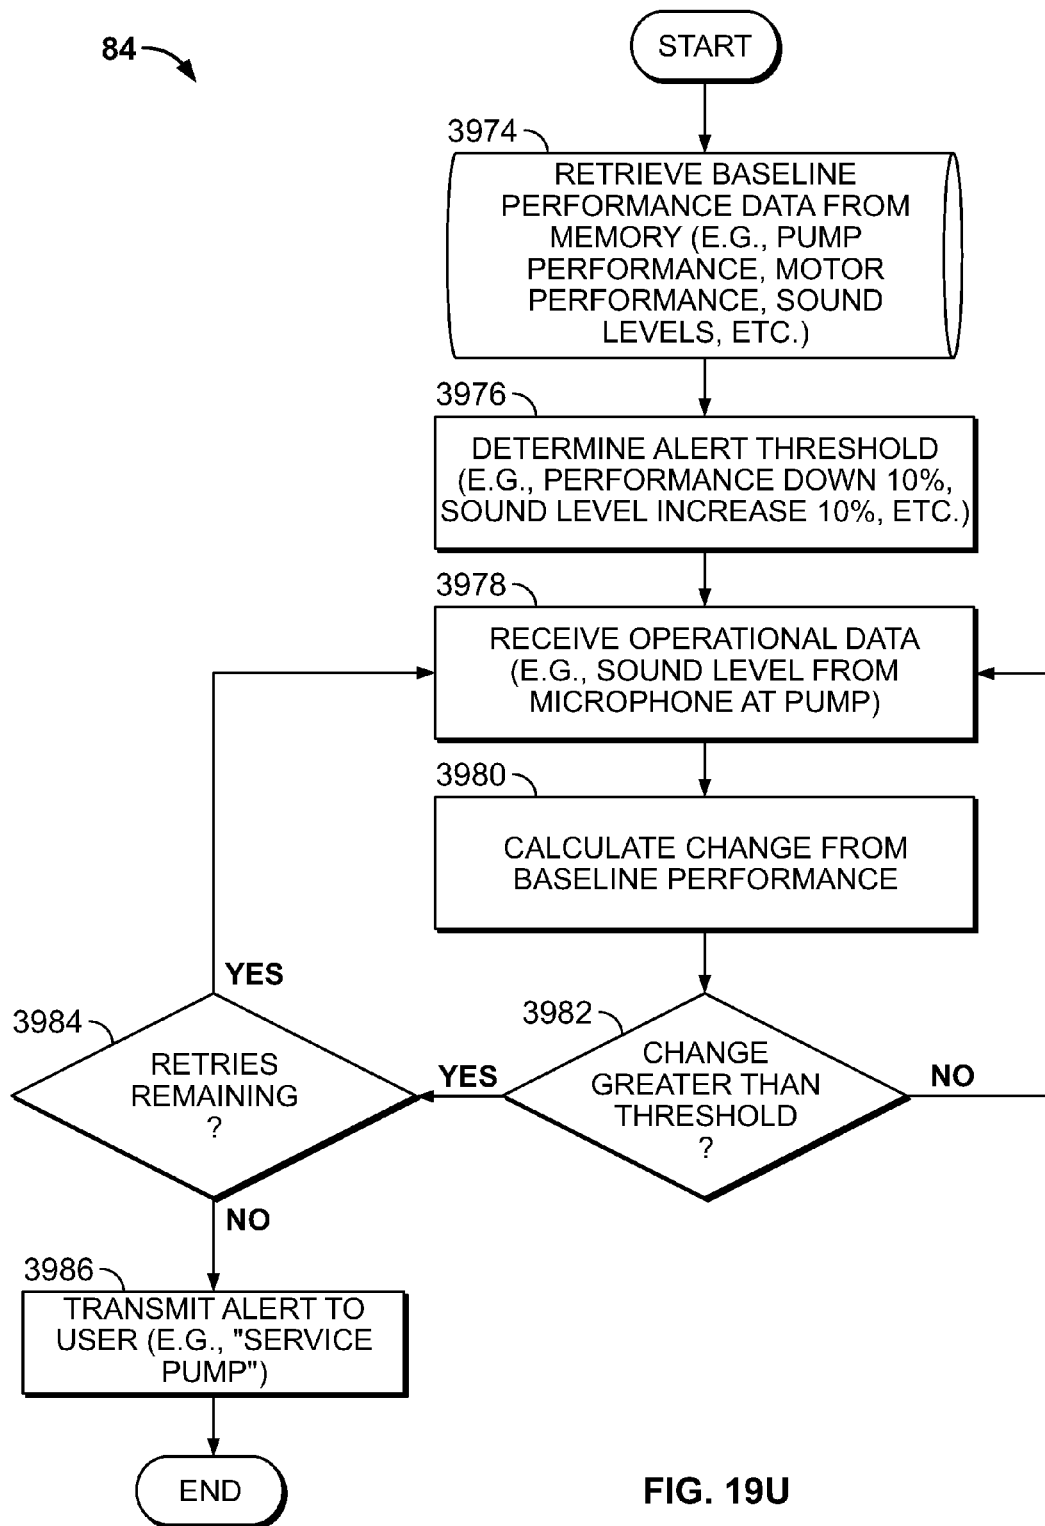 84
START
3974
RETRIEVE BASELINE
PERFORMANCE DATA FROM
MEMORY (E.G., PUMP
PERFORMANCE, MOTOR
PERFORMANCE, SOUND
LEVELS, ETC.)
3976
DETERMINE ALERT THRESHOLD
(E.G., PERFORMANCE DOWN 10%,
SOUND LEVEL INCREASE 10%, ETC.)
3978
RECEIVE OPERATIONAL DATA
(E.G., SOUND LEVEL FROM
MICROPHONE AT PUMP)
3980
CALCULATE CHANGE FROM
BASELINE PERFORMANCE
3982
CHANGE
GREATER THAN
THRESHOLD
?
NO
YES
3984
RETRIES
REMAINING
?
YES
NO
3986
TRANSMIT ALERT TO
USER (E.G., "SERVICE
PUMP")
END
FIG. 19U